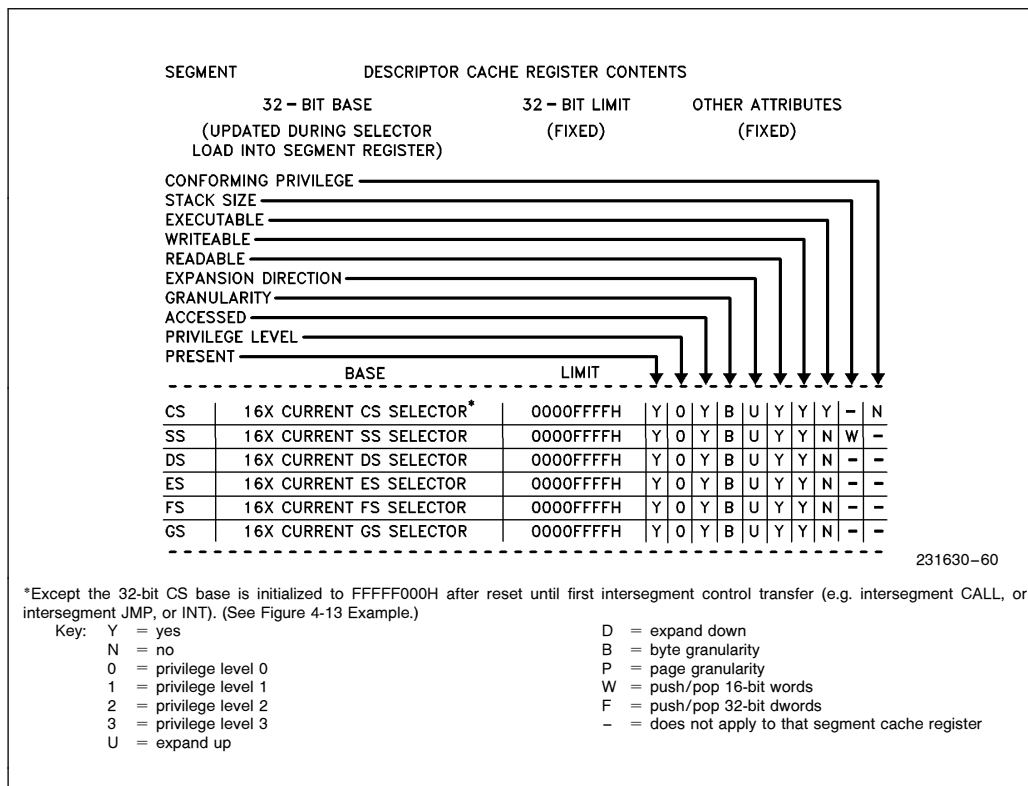 SEGMENT DESCRIPTOR CACHE REGISTER CONTENTS
32 – BIT BASE 32 – BIT LIMIT OTHER ATTRIBUTES
(UPDATED DURING SELECTOR (FIXED) (FIXED)
LOAD INTO SEGMENT REGISTER)
CONFORMING PRIVILEGE
STACK SIZE
EXECUTABLE
WRITEABLE
READABLE
EXPANSION DIRECTION
GRANULARITY
ACCESSED
PRIVILEGE LEVEL
PRESENT
BASE LIMIT
CS 16X CURRENT CS SELECTOR* 0000FFFFH Y 0 Y B U Y Y Y – N
SS 16X CURRENT SS SELECTOR 0000FFFFH Y 0 Y B U Y Y N W –
DS 16X CURRENT DS SELECTOR 0000FFFFH Y 0 Y B U Y Y N – –
ES 16X CURRENT ES SELECTOR 0000FFFFH Y 0 Y B U Y Y N – –
FS 16X CURRENT FS SELECTOR 0000FFFFH Y 0 Y B U Y Y N – –
GS 16X CURRENT GS SELECTOR 0000FFFFH Y 0 Y B U Y Y N – –
231630–60
*Except the 32-bit CS base is initialized to FFFFF000H after reset until first intersegment control transfer (e.g. intersegment CALL, or
intersegment JMP, or INT). (See Figure 4-13 Example.)
Key: Y = yes D = expand down
N = no B = byte granularity
0 = privilege level 0 P = page granularity
1 = privilege level 1 W = push/pop 16-bit words
2 = privilege level 2 F = push/pop 32-bit dwords
3 = privilege level 3 – = does not apply to that segment cache register
U = expand up